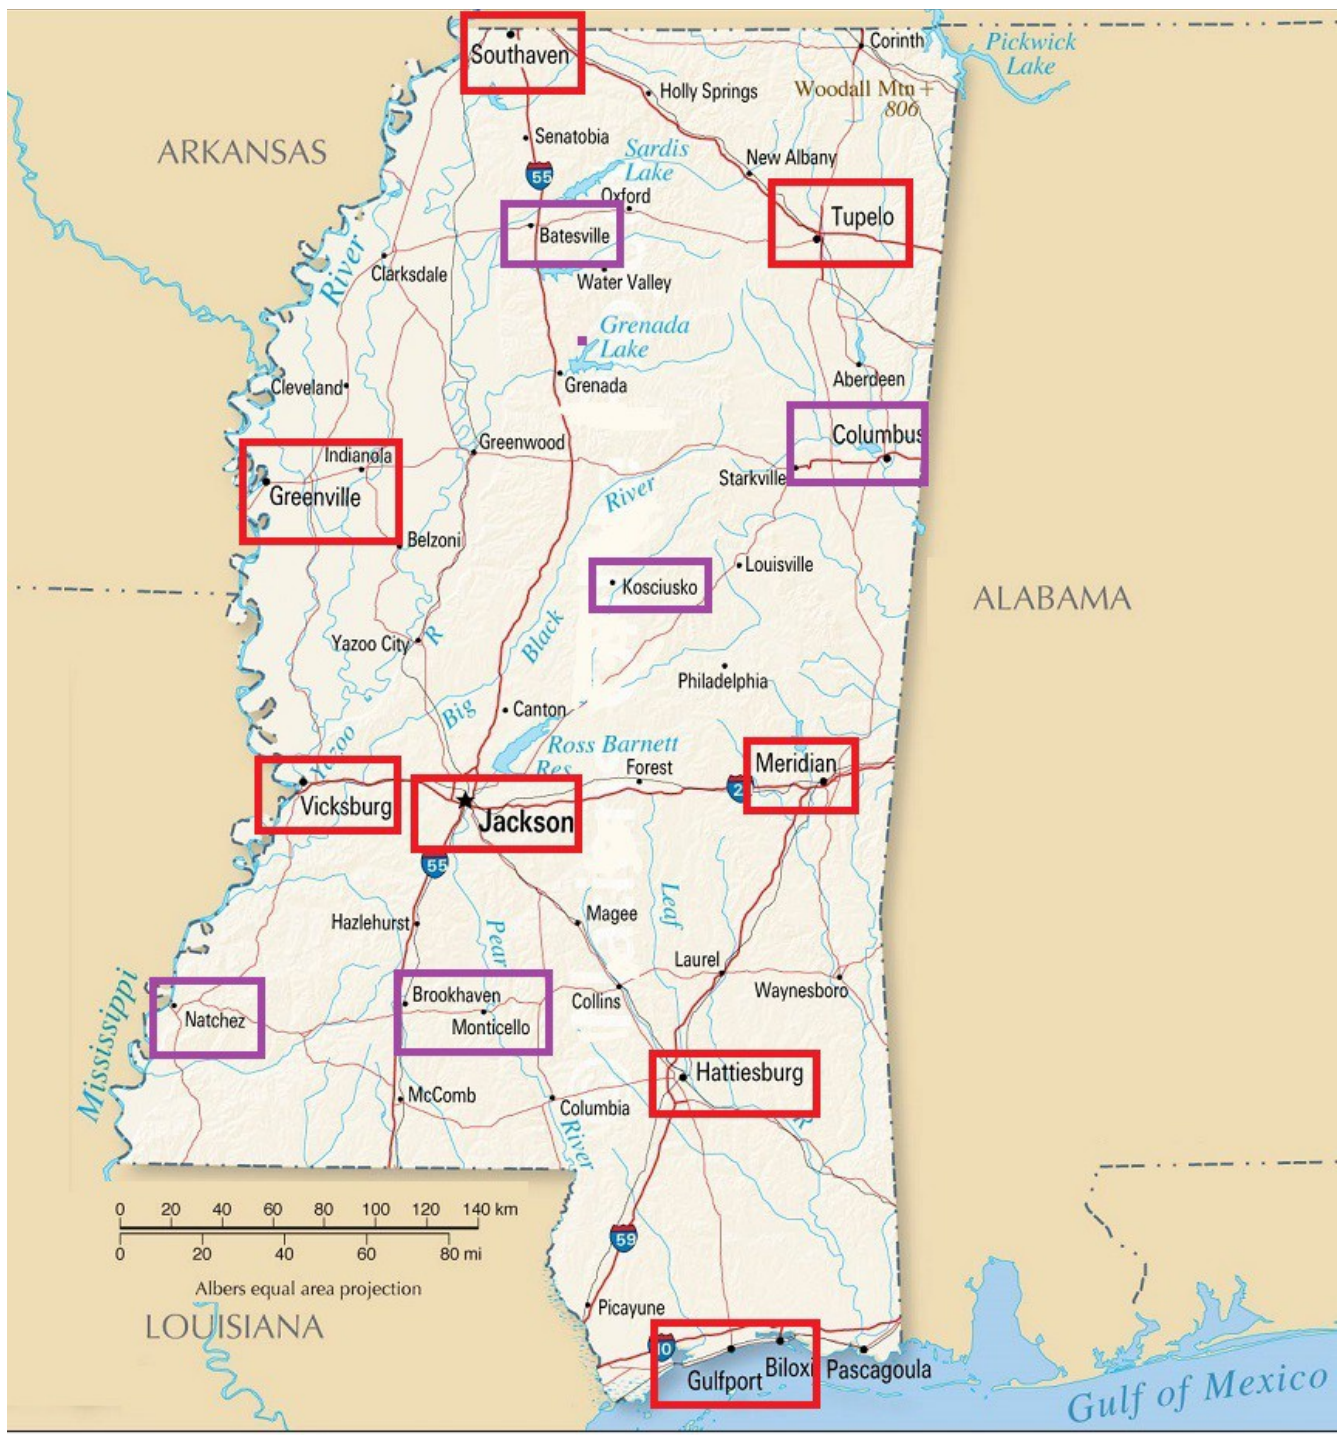 Southaven
Corinth
Pickwick
Lake
Holly Springs
Woodall Mtn +
806
ARKANSAS
Senatobia
Sardis
Lake
New Albany
55
Oxford
Tupelo
Batesville
River
Clarksdale
Water Valley
Grenada
Lake
Cleveland
Grenada
Aberdeen
Columbus
Greenwood
Indianola
Starkville
River
Greenville
Belzoni
Louisville
Kosciusko
ALABAMA
Black
R
Yazoo City
Philadelphia
Big
Canton
Yazoo
Ross Barnett
Res
Forest
Meridian
2
Vicksburg
Jackson
55
Leaf
Hazlehurst
Magee
Pear
Laurel
Mississippi
Brookhaven
Collins
Waynesboro
Natchez
Monticello
Hattiesburg
McComb
Columbia
R
River
0 20 40 60 80 100 120 140 km
0 20 40 60 80 mi
59
Albers equal area projection
Picayune
LOUISIANA
10
Gulfport
Biloxi
Pascagoula
Gulf of Mexico